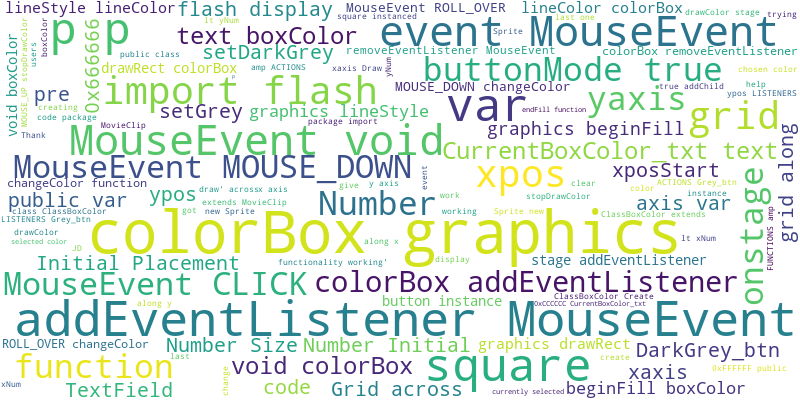 lineStyle lineColor
p p
lt yNum
flash display
square instanced
MouseEvent ROLL_OVER
lineColor colorBox
last one
drawColor stage
trying
users
boxColor
MOUSE_UP stopDrawColor
0x666666
public class
text boxColor
event MouseEvent
Sprite
void boxColor
setDarkGrey
removeEventListener MouseEvent
colorBox removeEventListener
drawRect colorBox
amp ACTIONS
xaxis Draw
yNum
buttonMode true
chosen color
pre
import flash
MOUSE_DOWN changeColor
true addChild
help
creating
code package
setGrey
graphics lineStyle
var
endFill function
yaxis
ypos LISTENERS
grid
Thank
MovieClip
package import
graphics beginFill
MouseEvent void
CurrentBoxColor_txt text
grid along
MouseEvent MOUSE_DOWN
event
xpos
xposStart
changeColor function
draw' acrossx axis
give
y axis
clear
color
ACTIONS Grey_btn
public var
ypos
extends MovieClip
Number
work
stopDrawColor
instance
axis var
onstage
class ClassBoxColor
got
new Sprite
working
Sprite new
ClassBoxColor extends
LISTENERS Grey_btn
drawColor
colorBox graphics
selected color
JD
along x
lt xNum
FUNCTIONS amp
Initial Placement
functionality working'
display
stage addEventListener
MouseEvent CLICK
colorBox addEventListener
along y
button instance
ClassBoxColor Create
0xCCCCCC CurrentBoxColor_txt
addEventListener MouseEvent
ROLL_OVER changeColor
Number Size
Number Initial
graphics drawRect
DarkGrey_btn
function
last
void colorBox
square
create
xaxis
0xFFFFFF public
xNum
TextField
change
code
Grid across
currently selected
beginFill boxColor